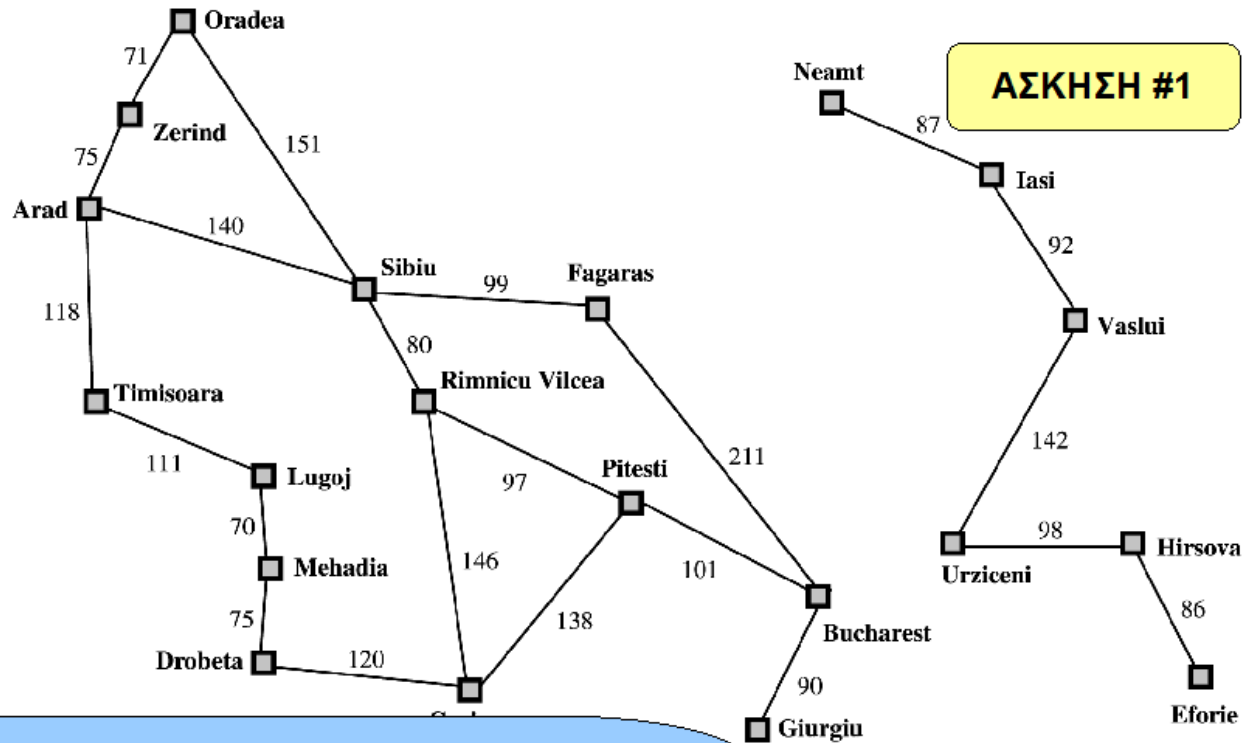 Oradea
Neamt
ΑΣΚΗΣΗ #1
71
87
Zerind
151
Iasi
75
Arad
140
92
Sibiu
99
Fagaras
118
80
Vaslui
Rimnicu Vilcea
Timisoara
142
111
Lugoj
97
Pitesti
211
70
98
Hirsova
Mehadia
146
101
Urziceni
75
138
86
Bucharest
Drobeta
120
90
Eforie
Giurgiu